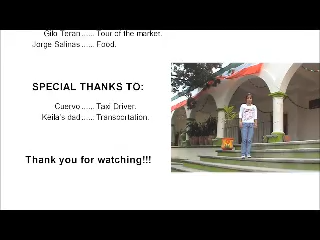 Gilo Teran...... Tour of the market.
Jorge Salinas...... Food.
SPECIAL THANKS TO:
Cuervo...... Taxi Driver.
Keila's dad...... Transportation.
Thank you for watching!!!